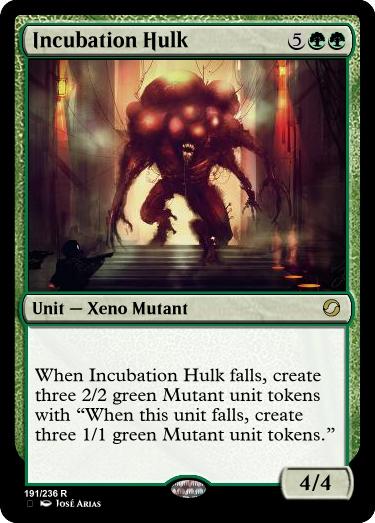 Incubation Hulk 5
Unit — Xeno Mutant
When Incubation Hulk falls, create
three 2/2 green Mutant unit tokens
with “When this unit falls, create
three 1/1 green Mutant unit tokens.”
4/4
191/236 R
José Arias